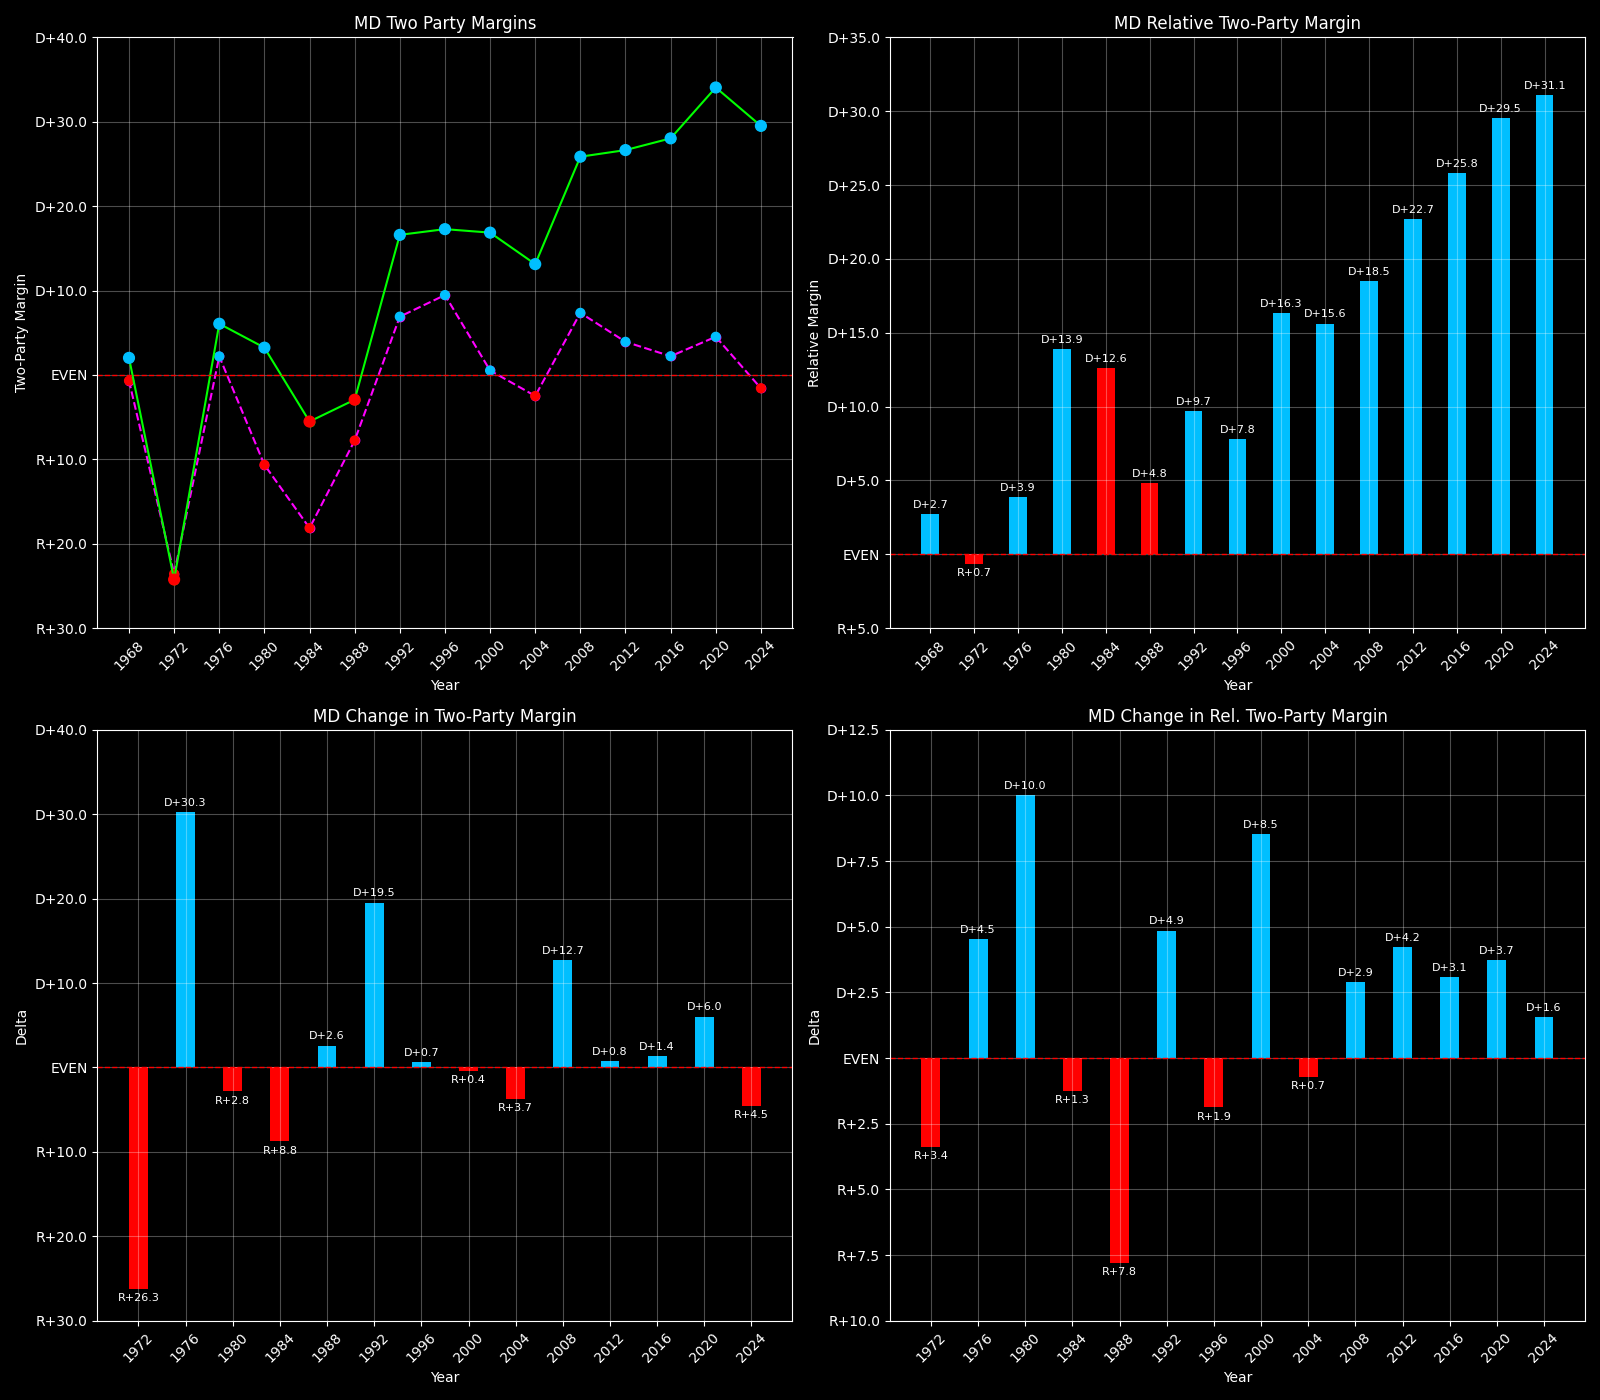 MD Two Party Margins
D+40.0
D+30.0
D+20.0
D+10.0
EVEN
R+10.0
R+20.0
R+30.0
Two-Party Margin
1968 1972 1976 1980 1984 1988 1992 1996 2000 2004 2008 2012 2016 2020 2024
Year
MD Relative Two-Party Margin
D+35.0
D+30.0
D+25.0
D+20.0
D+15.0
D+10.0
D+5.0
EVEN
R+5.0
Relative Margin
D+2.7
R+0.7
D+3.9
D+13.9
D+12.6
D+4.8
D+9.7
D+7.8
D+16.3
D+15.6
D+18.5
D+22.7
D+25.8
D+29.5
D+31.1
1968 1972 1976 1980 1984 1988 1992 1996 2000 2004 2008 2012 2016 2020 2024
Year
MD Change in Two-Party Margin
D+40.0
D+30.0
D+20.0
D+10.0
EVEN
R+10.0
R+20.0
R+30.0
Delta
R+26.3
D+30.3
R+2.8
R+8.8
D+2.6
D+19.5
D+0.7
R+0.4
R+3.7
D+12.7
D+0.8
D+1.4
D+6.0
R+4.5
1972 1976 1980 1984 1988 1992 1996 2000 2004 2008 2012 2016 2020 2024
Year
MD Change in Rel. Two-Party Margin
D+12.5
D+10.0
D+7.5
D+5.0
D+2.5
EVEN
R+2.5
R+5.0
R+7.5
R+10.0
Delta
R+3.4
D+4.5
D+10.0
R+1.3
R+7.8
D+4.9
R+1.9
D+8.5
R+0.7
D+2.9
D+4.2
D+3.1
D+3.7
D+1.6
1972 1976 1980 1984 1988 1992 1996 2000 2004 2008 2012 2016 2020 2024
Year